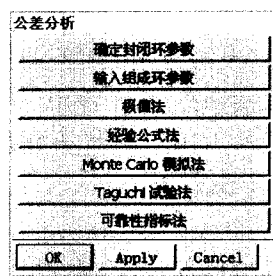 公差分析
确定封闭环参数
输入组成环参数
极值法
经验公式法
Monte Carlo 模拟法
Taguchi 试验法
可靠性指标法
OK Apply Cancel